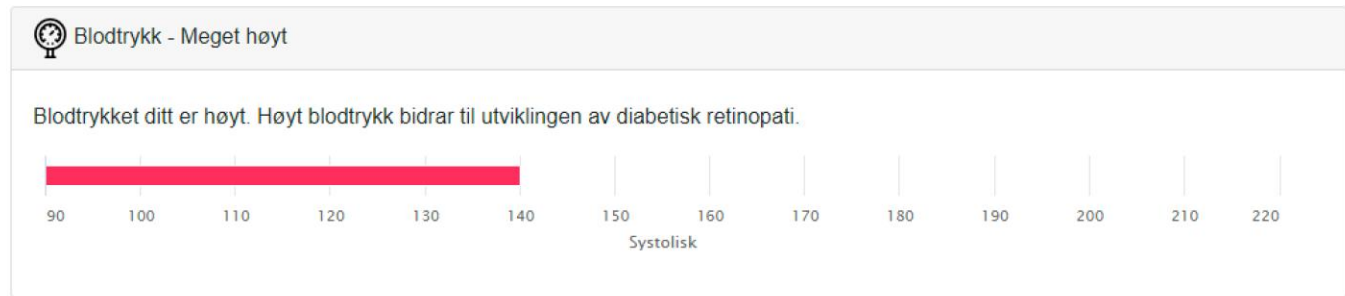 Blodtrykk - Meget høyt
Blodtrykket ditt er høyt. Høyt blodtrykk bidrar til utviklingen av diabetisk retinopati.
90 100 110 120 130 140 150 160 170 180 190 200 210 220
Systolisk